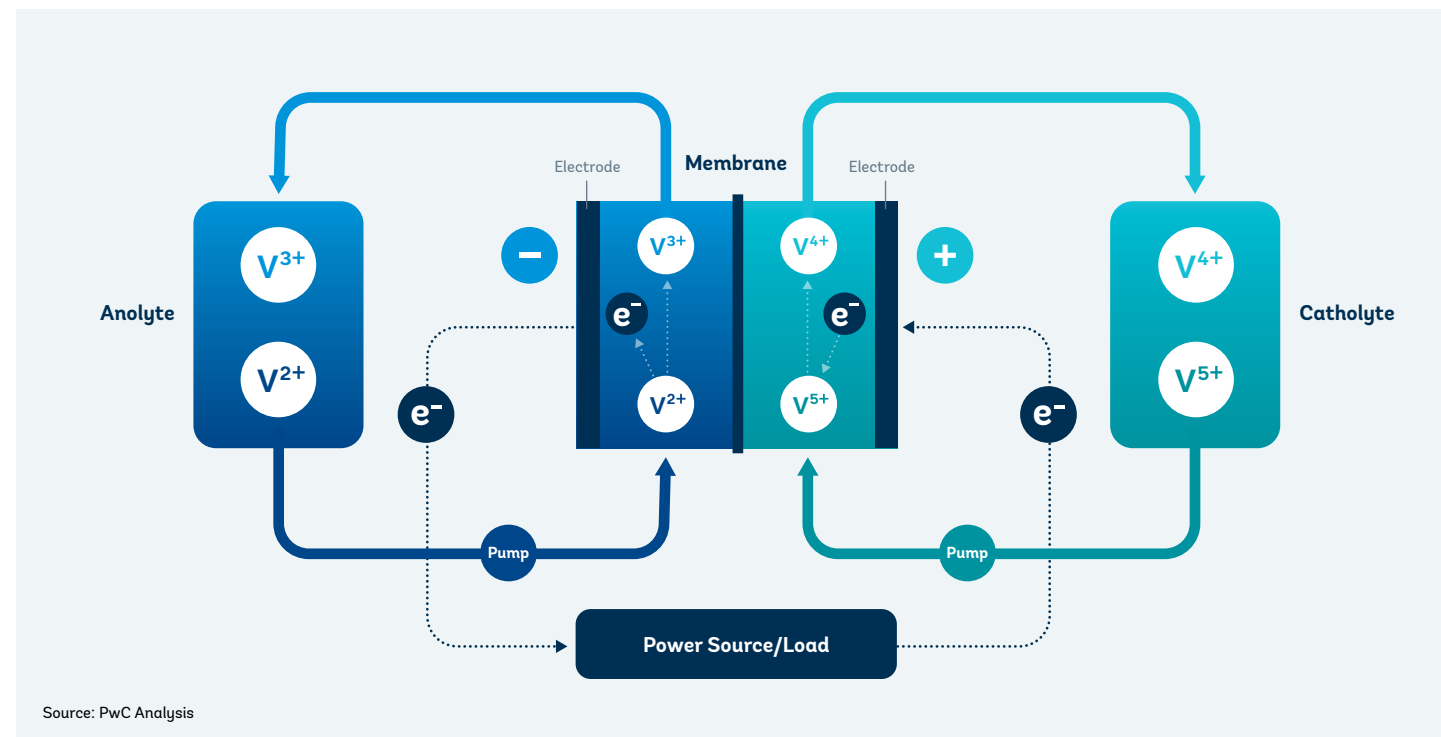 Membrane
Electrode
Electrode
−
+
Anolyte
V3+
V2+
V3+
e−
V2+
V4+
e−
V5+
V4+
V5+
Catholyte
e−
e−
Pump
Pump
Power Source/Load
Source: PwC Analysis